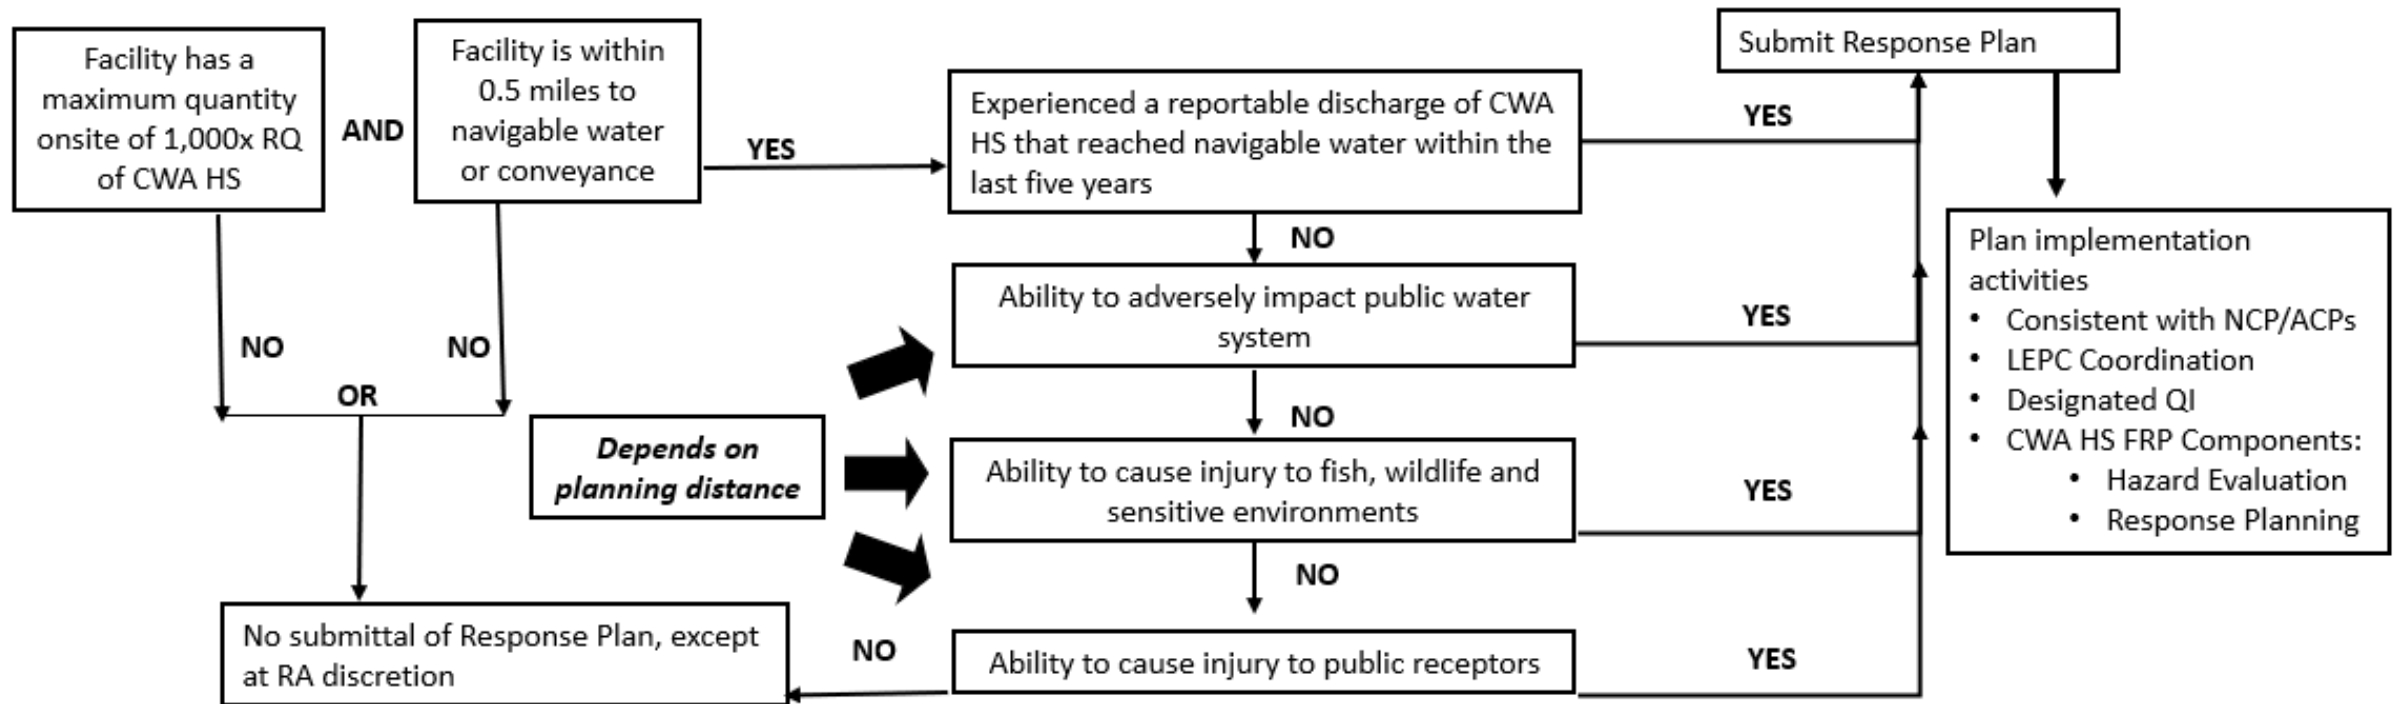 Facility has a
maximum quantity
onsite of 1,000x RQ
of CWA HS
AND
Facility is within
0.5 miles to
navigable water
or conveyance
YES
Experienced a reportable discharge of CWA
HS that reached navigable water within the
last five years
YES
Submit Response Plan
NO
Ability to adversely impact public water
system
YES
Plan implementation
activities
• Consistent with NCP/ACPs
• LEPC Coordination
• Designated QI
• CWA HS FRP Components:
• Hazard Evaluation
• Response Planning
NO
NO
OR
Depends on
planning distance
NO
Ability to cause injury to fish, wildlife and
sensitive environments
YES
NO
No submittal of Response Plan, except
at RA discretion
NO
Ability to cause injury to public receptors
YES